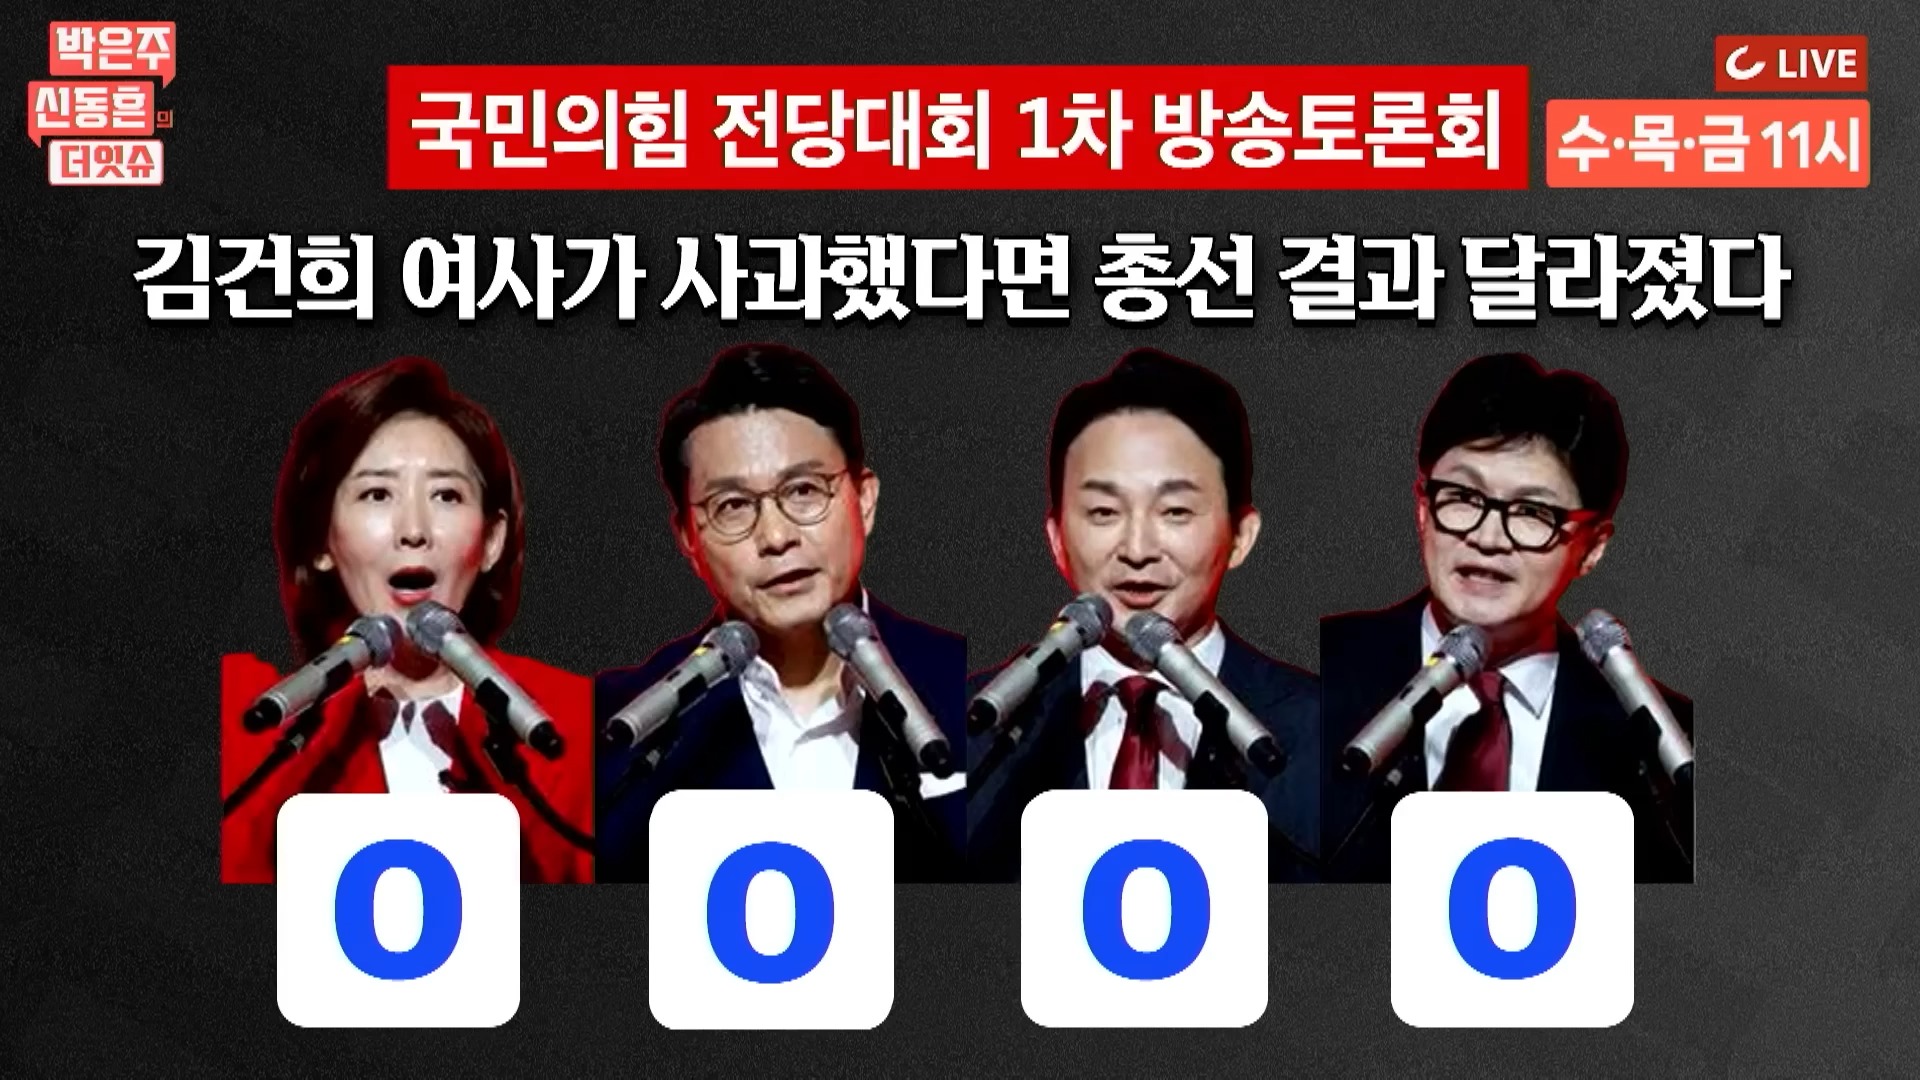 박은주
신동흔의
더잇슈
국민의힘 전당대회 1차 방송토론회
LIVE
수·목·금 11시
김건희 여사가 사과했다면 총선 결과 달라졌다
O O O O